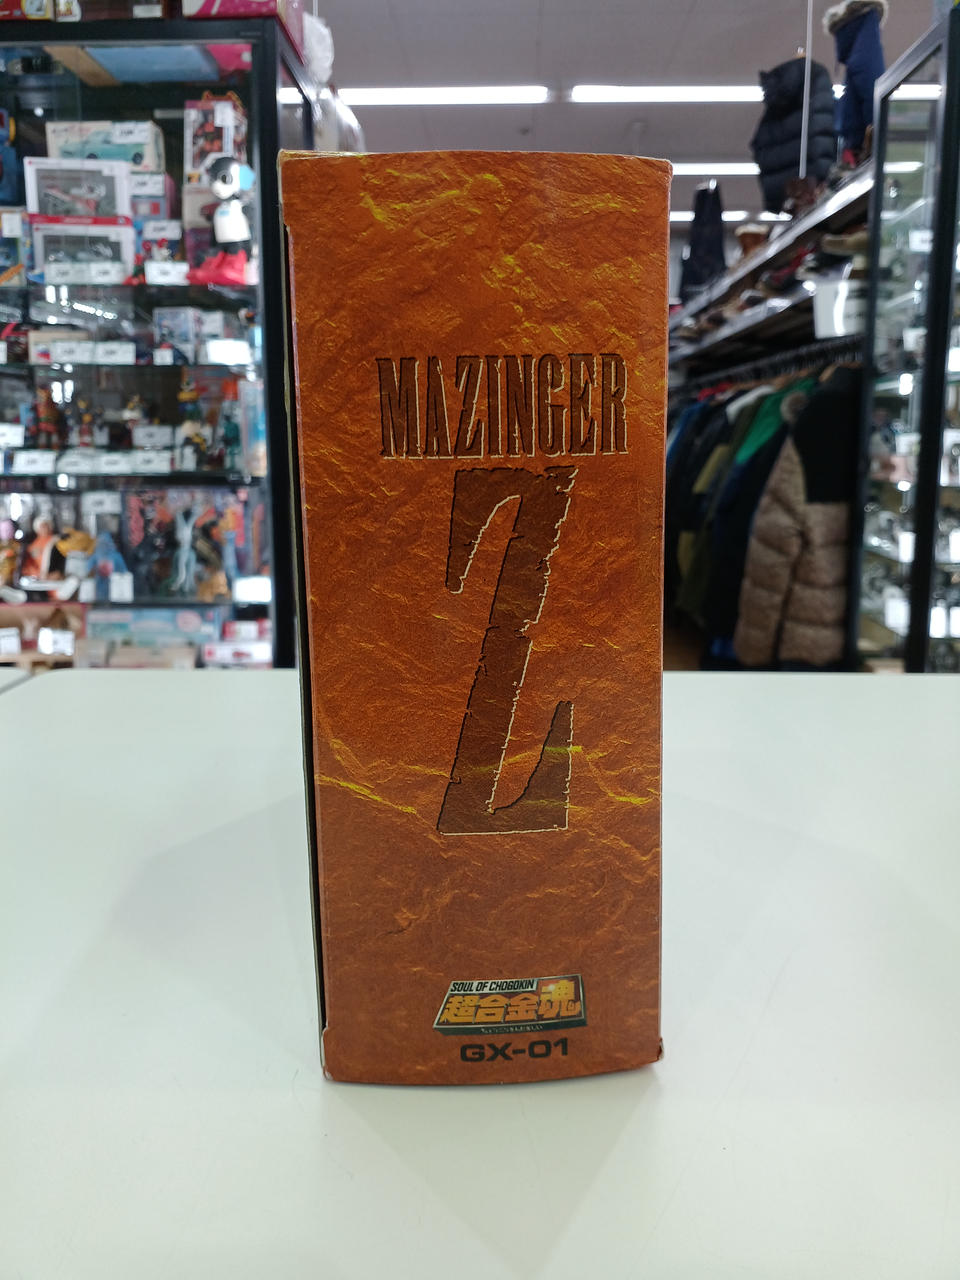 MAZINGER
Z
SOUL OF CHOGOKIN
超合金魂
GX-01